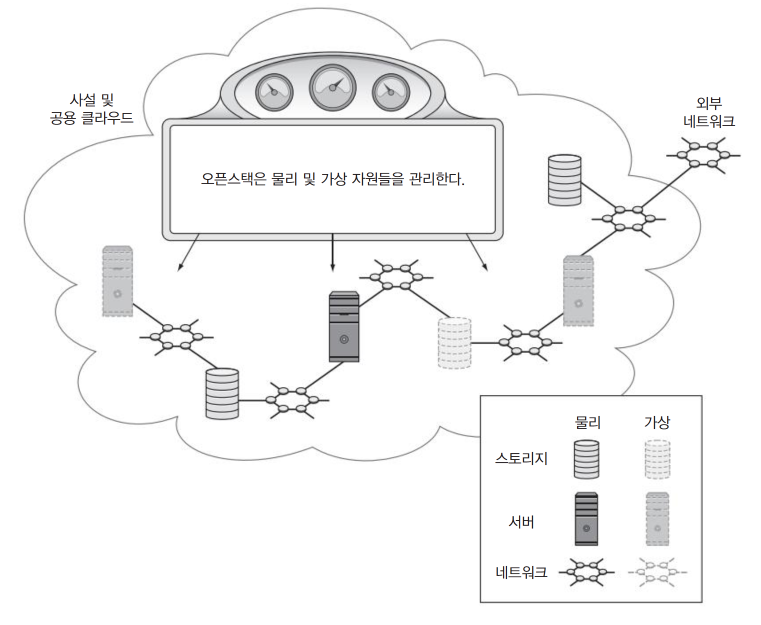 사설 및
공용 클라우드
외부
네트워크
오픈스택은 물리 및 가상 자원들을 관리한다.
물리 가상
스토리지
서버
네트워크